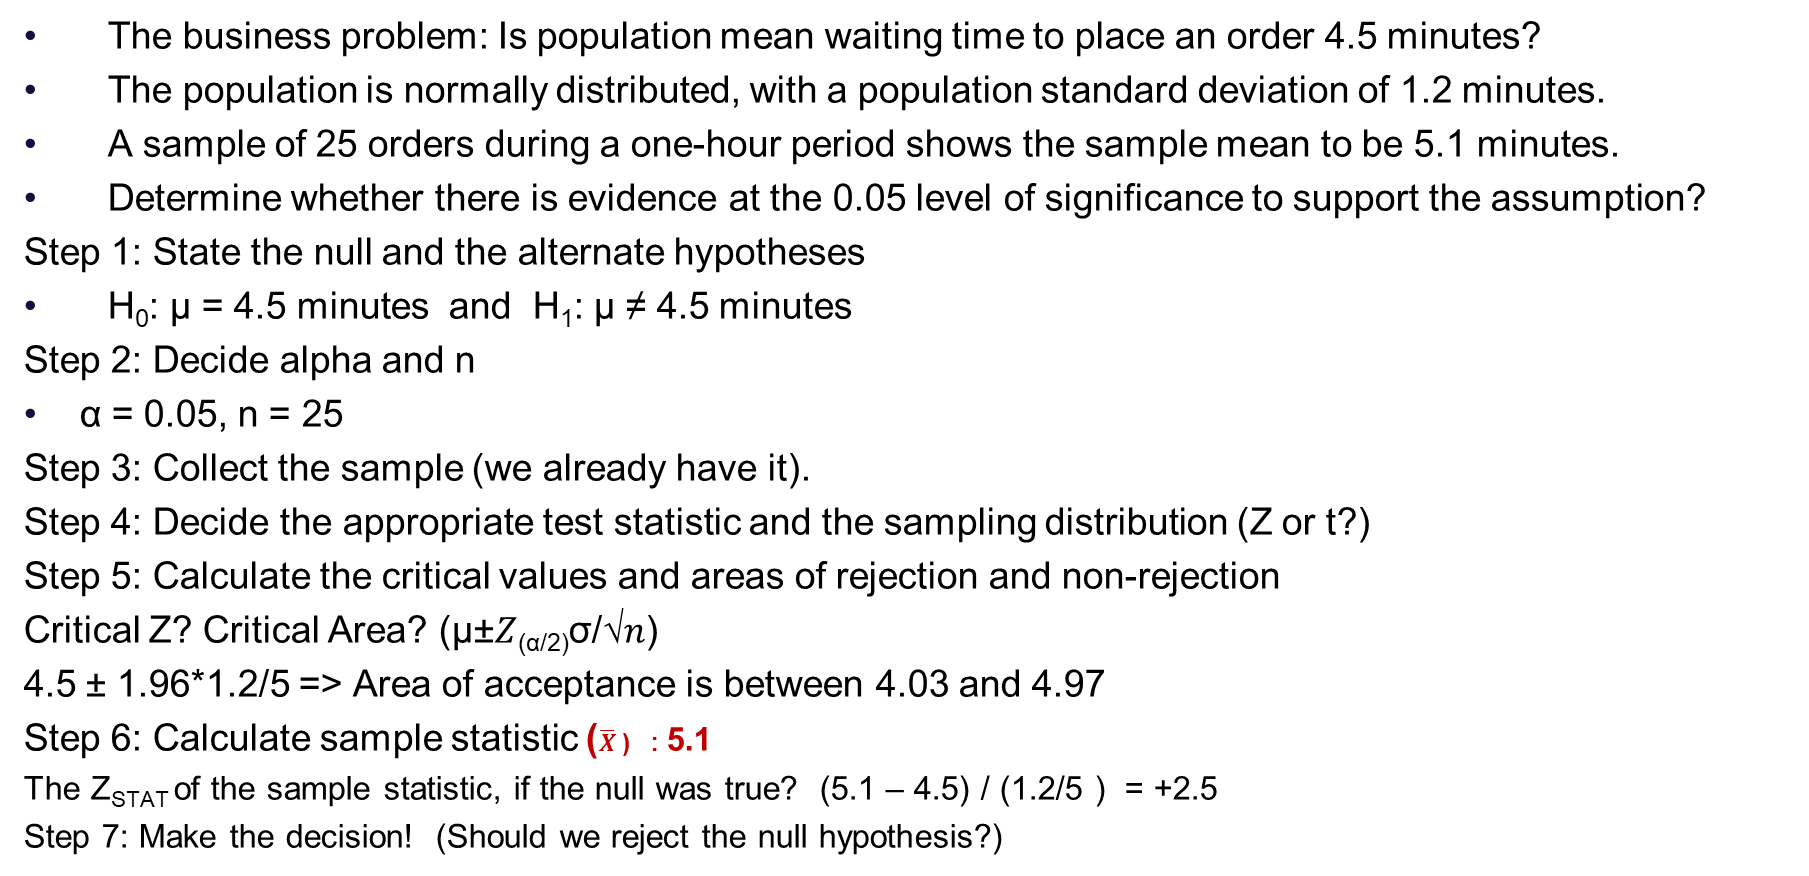 • The business problem: Is population mean waiting time to place an order 4.5 minutes?
• The population is normally distributed, with a population standard deviation of 1.2 minutes.
• A sample of 25 orders during a one-hour period shows the sample mean to be 5.1 minutes.
• Determine whether there is evidence at the 0.05 level of significance to support the assumption?
Step 1: State the null and the alternate hypotheses
• H₀: μ = 4.5 minutes and H₁: μ ≠ 4.5 minutes
Step 2: Decide alpha and n
• α = 0.05, n = 25
Step 3: Collect the sample (we already have it).
Step 4: Decide the appropriate test statistic and the sampling distribution (Z or t?)
Step 5: Calculate the critical values and areas of rejection and non-rejection
Critical Z? Critical Area? (μ±Z(α/2)σ/√n)
4.5 ± 1.96*1.2/5 => Area of acceptance is between 4.03 and 4.97
Step 6: Calculate sample statistic (x̅) : 5.1
The ZSTAT of the sample statistic, if the null was true? (5.1 – 4.5) / (1.2/5 ) = +2.5
Step 7: Make the decision! (Should we reject the null hypothesis?)